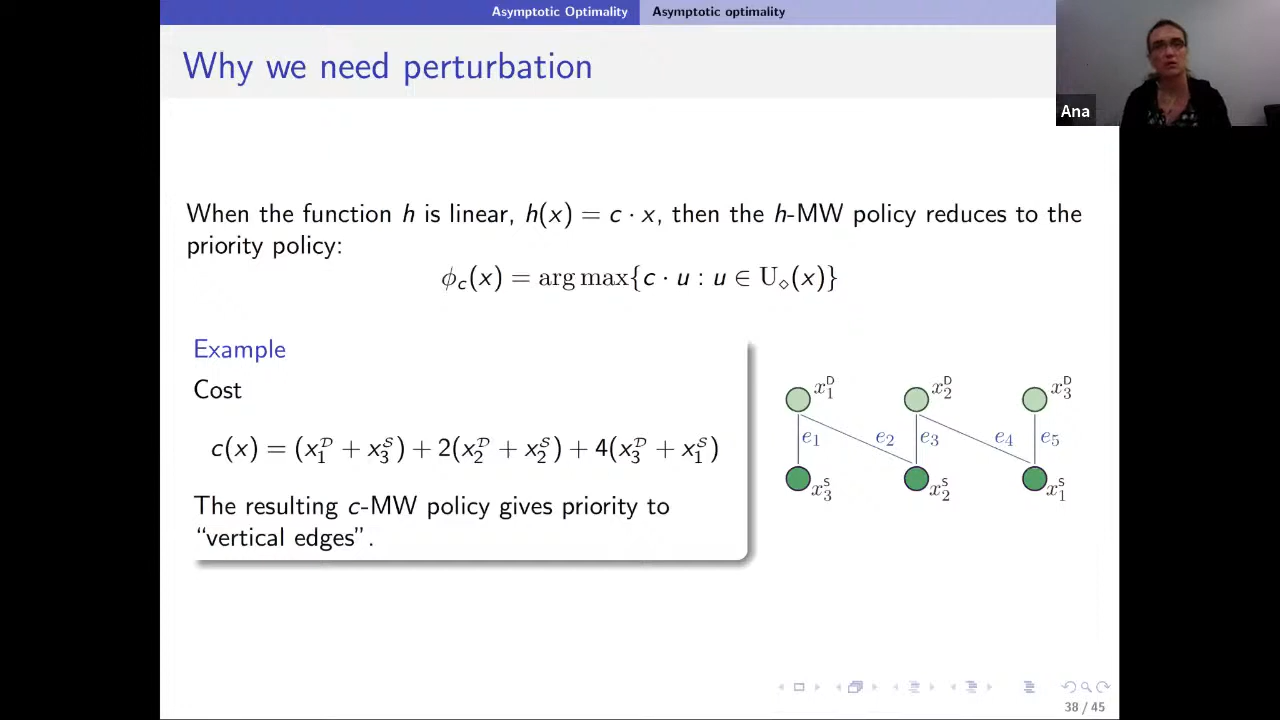 Asymptotic Optimality Asymptotic optimality
Why we need perturbation
Ana
When the function h is linear, h(x) = c · x, then the h-MW policy reduces to the
priority policy:
ϕ_c(x) = arg max{c · u : u ∈ U_⋄(x)}
Example
Cost
c(x) = (x_1^𝒟 + x_3^𝒮) + 2(x_2^𝒟 + x_2^𝒮) + 4(x_3^𝒟 + x_1^𝒮)
The resulting c-MW policy gives priority to
“vertical edges”.
x_1^D x_2^D x_3^D
e_1 e_2 e_3 e_4 e_5
x_3^S x_2^S x_1^S
38 / 45